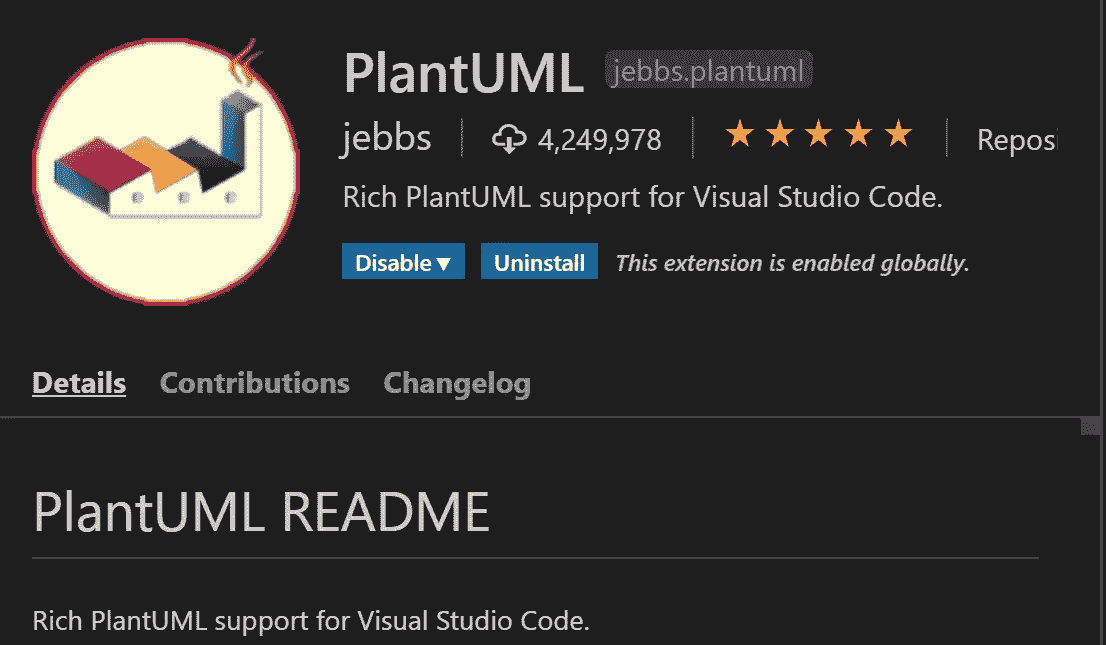 PlantUML jebbs.plantuml
jebbs 4,249,978 ★★★★★ Repos
Rich PlantUML support for Visual Studio Code.
Disable ▼ Uninstall This extension is enabled globally.
Details Contributions Changelog
PlantUML README
Rich PlantUML support for Visual Studio Code.